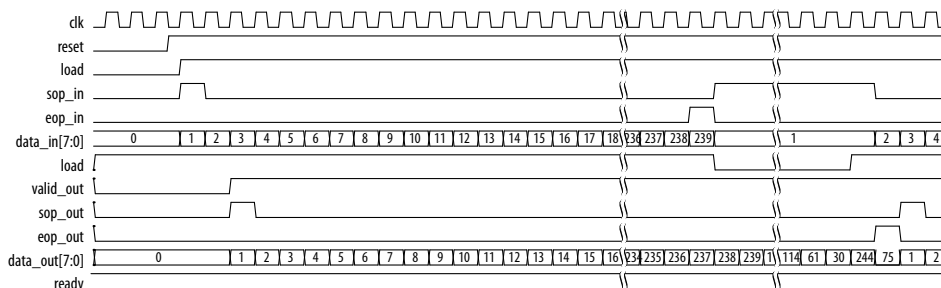 clk
reset
load
sop_in
eop_in
data_in[7:0] 0 1 2 3 4 5 6 7 8 9 10 11 12 13 14 15 16 17 18 236 237 238 239 1 2 3 4
load
valid_out
sop_out
eop_out
data_out[7:0] 0 1 2 3 4 5 6 7 8 9 10 11 12 13 14 15 16 234 235 236 237 238 239 1 114 61 30 244 75 1 2
ready